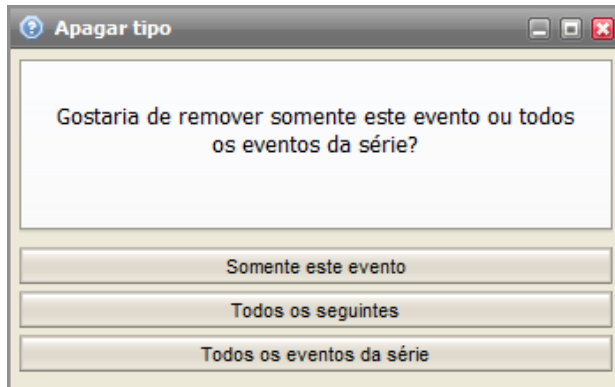 Apagar tipo
Gostaria de remover somente este evento ou todos
os eventos da série?
Somente este evento
Todos os seguintes
Todos os eventos da série